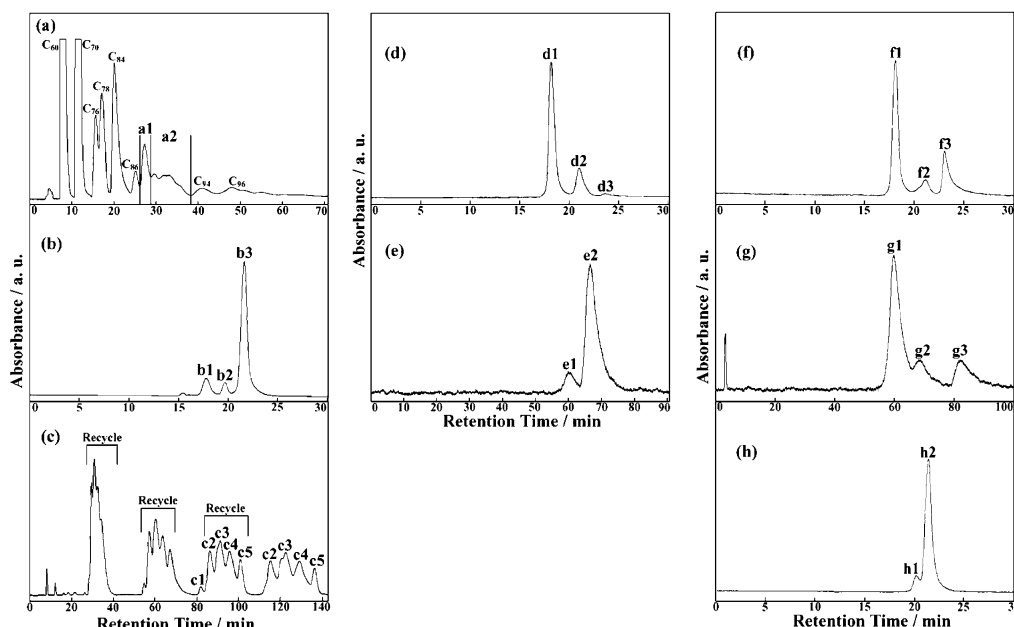 (a)
C60
C70
C76
C78
C84
C86
a1
a2
C94
C96
0 10 20 30 40 50 60 70
(b)
b1
b2
b3
0 5 10 15 20 25 30
(c)
Recycle
Recycle
Recycle
c1
c2
c3
c4
c5
c2
c3
c4
c5
0 20 40 60 80 100 120 140
Retention Time / min
Absorbance / a. u.
(d)
d1
d2
d3
0 5 10 15 20 25 30
(e)
e1
e2
0 10 20 30 40 50 60 70 80 90
Retention Time / min
Absorbance / a. u.
(f)
f1
f2
f3
0 5 10 15 20 25 30
(g)
g1
g2
g3
0 20 40 60 80 100
(h)
h1
h2
0 5 10 15 20 25 30
Retention Time / min
Absorbance / a. u.